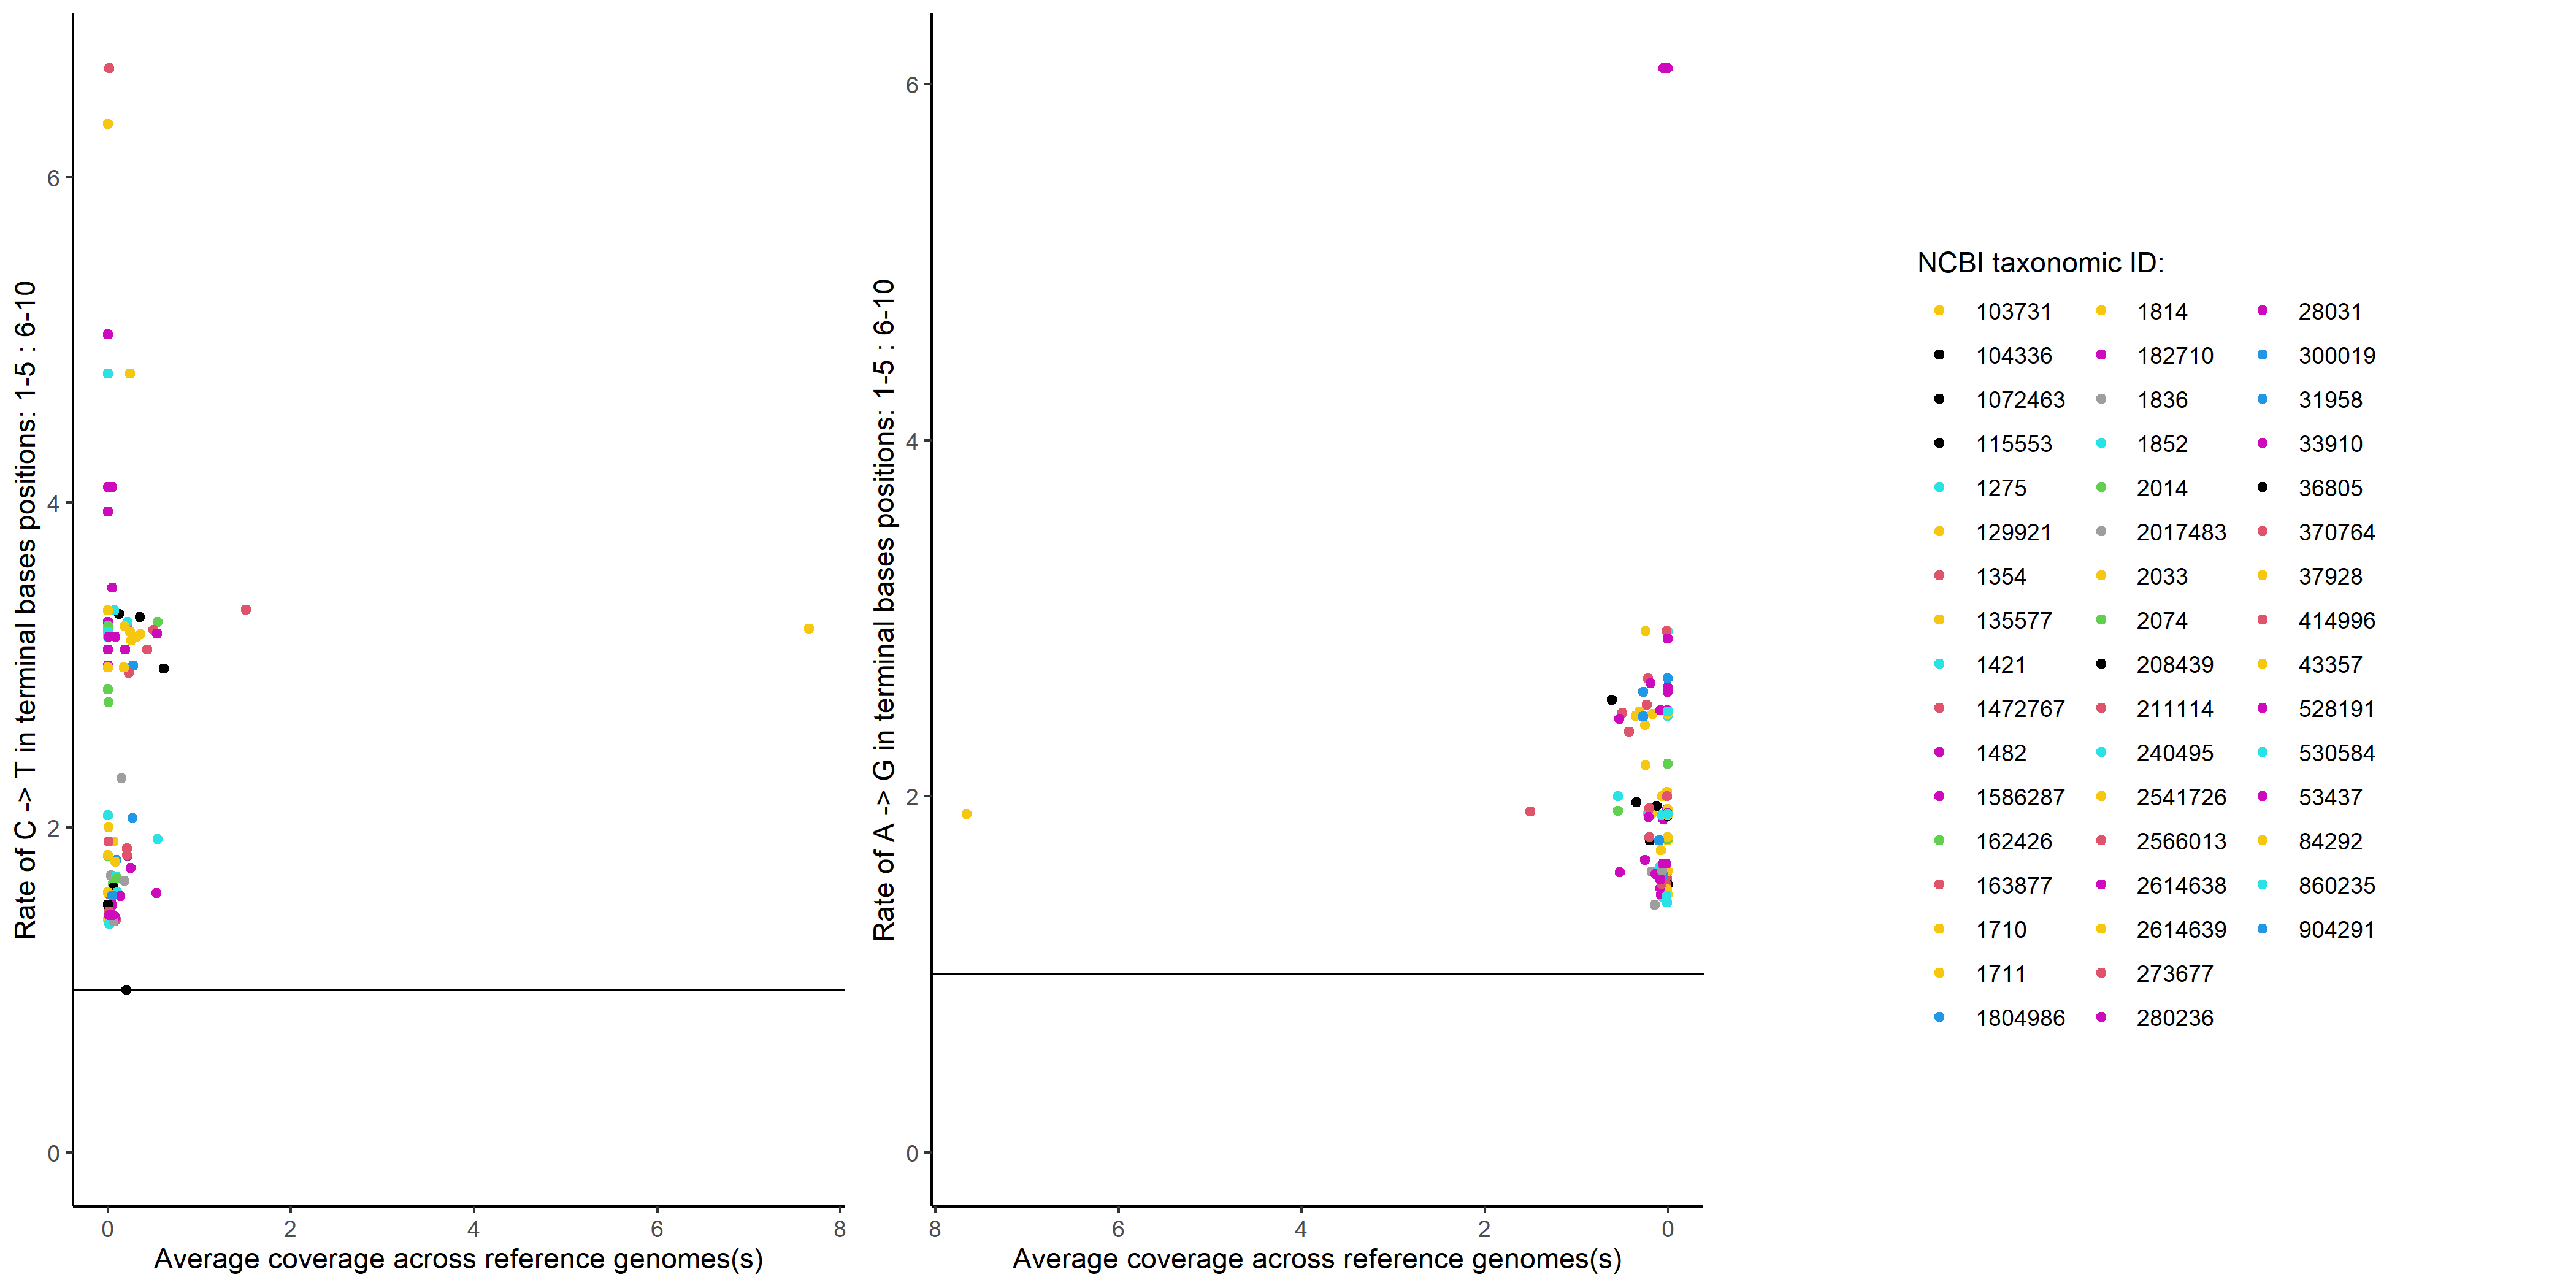 Rate of C -> T in terminal bases positions: 1-5 : 6-10
6
4
2
0
0 2 4 6 8
Average coverage across reference genomes(s)
Rate of A -> G in terminal bases positions: 1-5 : 6-10
6
4
2
0
8 6 4 2 0
Average coverage across reference genomes(s)
NCBI taxonomic ID:
103731 1814 28031
104336 182710 300019
1072463 1836 31958
115553 1852 33910
1275 2014 36805
129921 2017483 370764
1354 2033 37928
135577 2074 414996
1421 208439 43357
1472767 211114 528191
1482 240495 530584
1586287 2541726 53437
162426 2566013 84292
163877 2614638 860235
1710 2614639 904291
1711 273677
1804986 280236